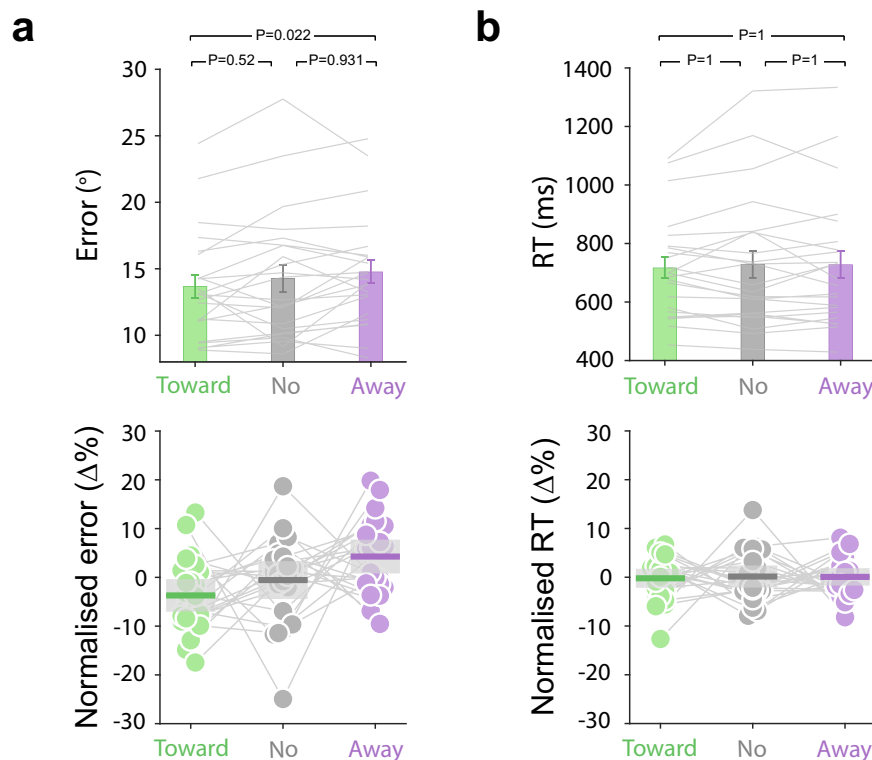 a
P=0.022
P=0.52 P=0.931
30
25
20
15
10
Error (°)
Toward No Away
b
P=1
P=1 P=1
1400
1200
1000
800
600
400
RT (ms)
Toward No Away
30
20
10
0
-10
-20
-30
Normalised error (Δ%)
Toward No Away
30
20
10
0
-10
-20
-30
Normalised RT (Δ%)
Toward No Away